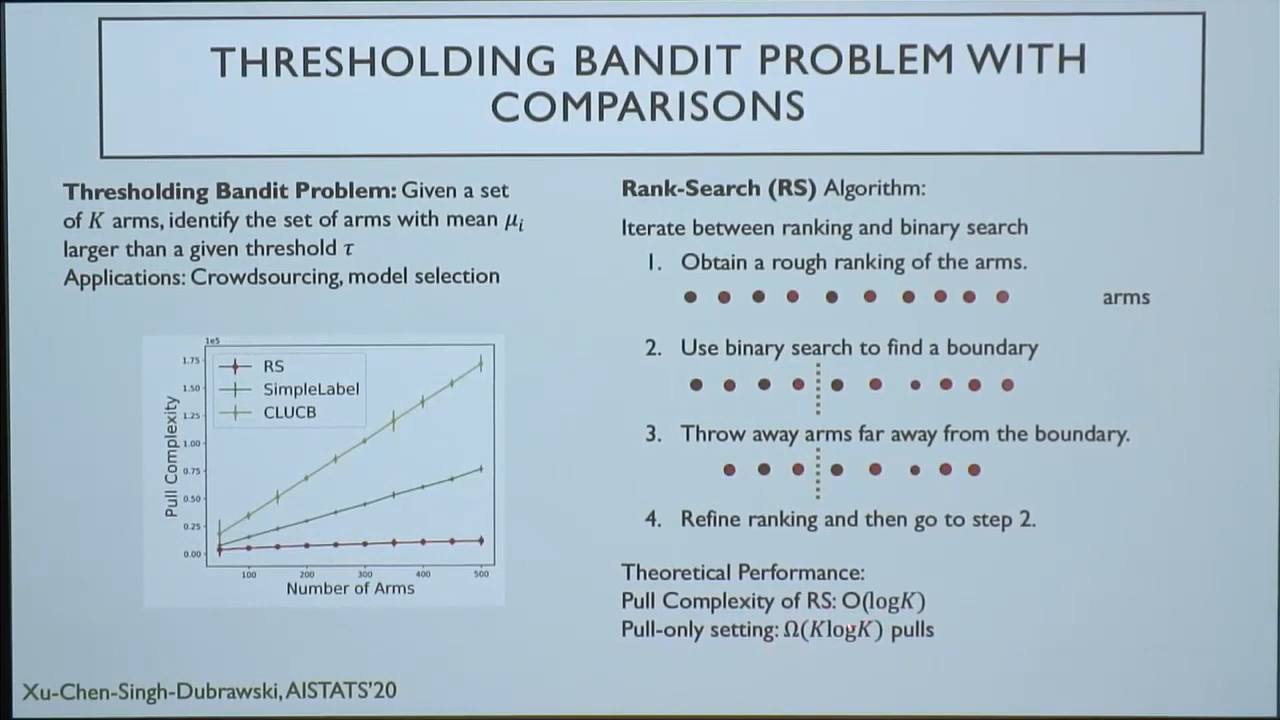 THRESHOLDING BANDIT PROBLEM WITH
COMPARISONS
Thresholding Bandit Problem: Given a set
of K arms, identify the set of arms with mean μᵢ
larger than a given threshold τ
Applications: Crowdsourcing, model selection
1e5
RS
SimpleLabel
CLUCB
Pull Complexity
1.75
1.50
1.25
1.00
0.75
0.50
0.25
0.00
100 200 300 400 500
Number of Arms
Rank-Search (RS) Algorithm:
Iterate between ranking and binary search
1. Obtain a rough ranking of the arms.
arms
2. Use binary search to find a boundary
3. Throw away arms far away from the boundary.
4. Refine ranking and then go to step 2.
Theoretical Performance:
Pull Complexity of RS: O(logK)
Pull-only setting: Ω(KlogK) pulls
Xu-Chen-Singh-Dubrawski, AISTATS'20